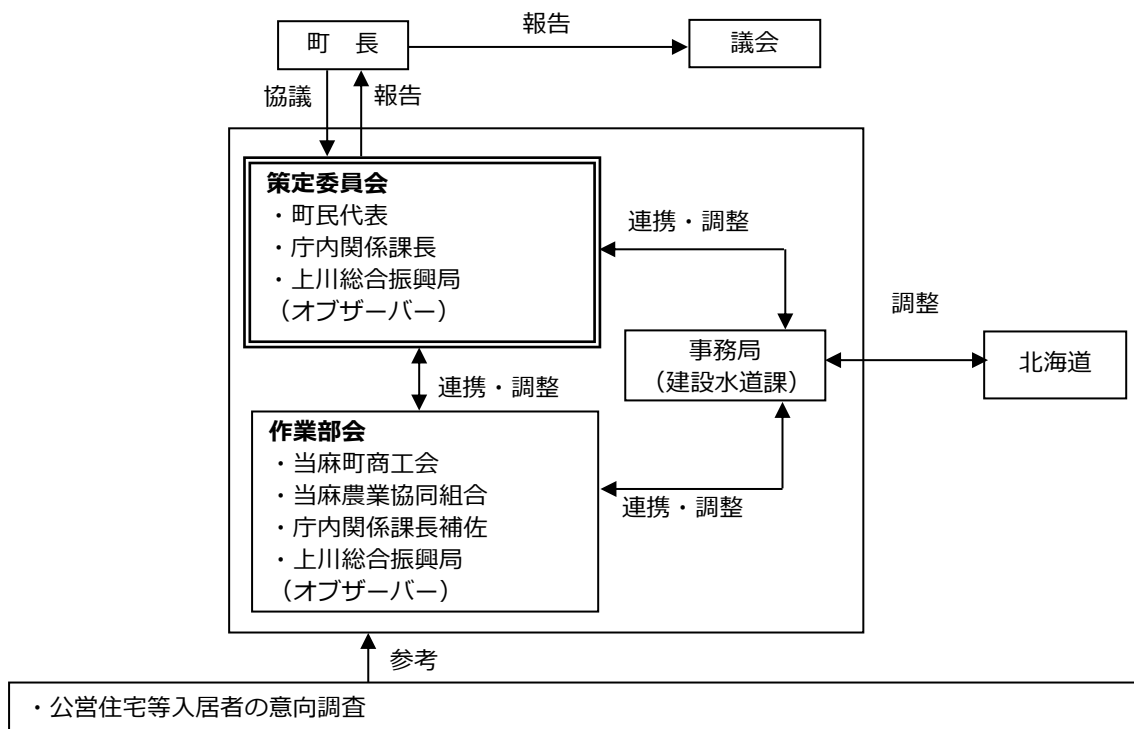 報告
町　長
議会
協議
報告
策定委員会
・町民代表
・庁内関係課長
・上川総合振興局
（オブザーバー）
連携・調整
調整
事務局
（建設水道課）
北海道
連携・調整
作業部会
・当麻町商工会
・当麻農業協同組合
・庁内関係課長補佐
・上川総合振興局
（オブザーバー）
連携・調整
参考
・公営住宅等入居者の意向調査